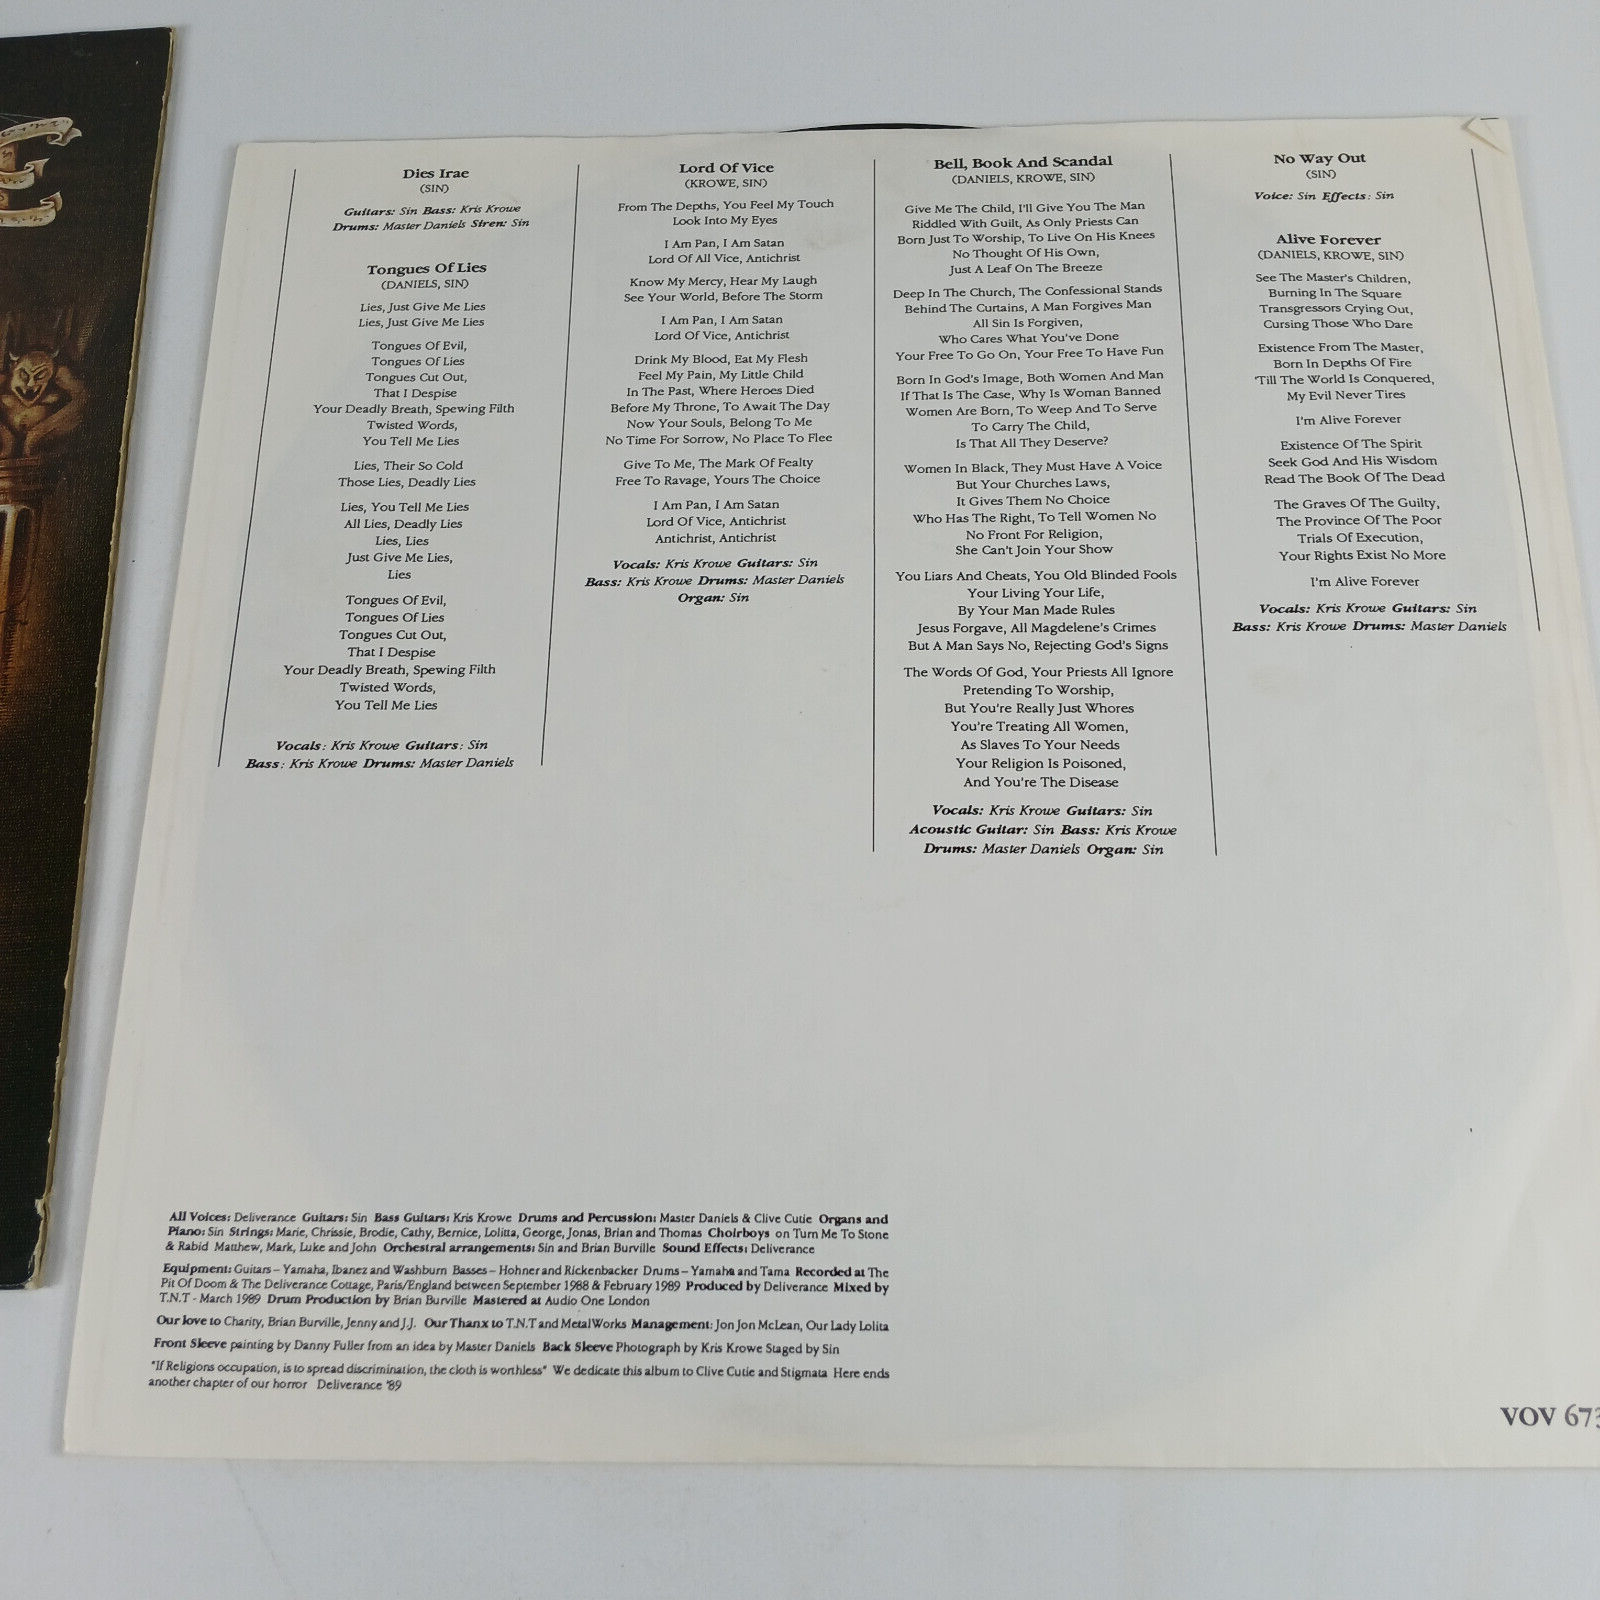 Dies Irae
(SIN)
Guitars: Sin Bass: Kris Krowe
Drums: Master Daniels Siren: Sin
Tongues Of Lies
(DANIELS, SIN)
Lies, Just Give Me Lies
Lies, Just Give Me Lies
Tongues Of Evil,
Tongues Of Lies
Tongues Cut Out,
That I Despise
Your Deadly Breath, Spewing Filth
Twisted Words,
You Tell Me Lies
Lies, Their So Cold
Those Lies, Deadly Lies
Lies, You Tell Me Lies
All Lies, Deadly Lies
Lies, Lies
Just Give Me Lies,
Lies
Tongues Of Evil,
Tongues Of Lies
Tongues Cut Out,
That I Despise
Your Deadly Breath, Spewing Filth
Twisted Words,
You Tell Me Lies
Vocals: Kris Krowe Guitars: Sin
Bass: Kris Krowe Drums: Master Daniels
Lord Of Vice
(KROWE, SIN)
From The Depths, You Feel My Touch
Look Into My Eyes
I Am Pan, I Am Satan
Lord Of All Vice, Antichrist
Know My Mercy, Hear My Laugh
See Your World, Before The Storm
I Am Pan, I Am Satan
Lord Of Vice, Antichrist
Drink My Blood, Eat My Flesh
Feel My Pain, My Little Child
In The Past, Where Heroes Died
Before My Throne, To Await The Day
Now Your Souls, Belong To Me
No Time For Sorrow, No Place To Flee
Give To Me, The Mark Of Fealty
Free To Ravage, Yours The Choice
I Am Pan, I Am Satan
Lord Of Vice, Antichrist
Antichrist, Antichrist
Vocals: Kris Krowe Guitars: Sin
Bass: Kris Krowe Drums: Master Daniels
Organ: Sin
Bell, Book And Scandal
(DANIELS, KROWE, SIN)
Give Me The Child, I'll Give You The Man
Riddled With Guilt, As Only Priests Can
Born Just To Worship, To Live On His Knees
No Thought Of His Own,
Just A Leaf On The Breeze
Deep In The Church, The Confessional Stands
Behind The Curtains, A Man Forgives Man
All Sin Is Forgiven,
Who Cares What You've Done
Your Free To Go On, Your Free To Have Fun
Born In God's Image, Both Women And Man
If That Is The Case, Why Is Woman Banned
Women Are Born, To Weep And To Serve
To Carry The Child,
Is That All They Deserve?
Women In Black, They Must Have A Voice
But Your Churches Laws,
It Gives Them No Choice
Who Has The Right, To Tell Women No
No Front For Religion,
She Can't Join Your Show
You Liars And Cheats, You Old Blinded Fools
Your Living Your Life,
By Your Man Made Rules
Jesus Forgave, All Magdelene's Crimes
But A Man Says No, Rejecting God's Signs
The Words Of God, Your Priests All Ignore
Pretending To Worship,
But You're Really Just Whores
You're Treating All Women,
As Slaves To Your Needs
Your Religion Is Poisoned,
And You're The Disease
Vocals: Kris Krowe Guitars: Sin
Acoustic Guitar: Sin Bass: Kris Krowe
Drums: Master Daniels Organ: Sin
No Way Out
(SIN)
Voice: Sin Effects: Sin
Alive Forever
(DANIELS, KROWE, SIN)
See The Master's Children,
Burning In The Square
Transgressors Crying Out,
Cursing Those Who Dare
Existence From The Master,
Born In Depths Of Fire
'Till The World Is Conquered,
My Evil Never Tires
I'm Alive Forever
Existence Of The Spirit
Seek God And His Wisdom
Read The Book Of The Dead
The Graves Of The Guilty,
The Province Of The Poor
Trials Of Execution,
Your Rights Exist No More
I'm Alive Forever
Vocals: Kris Krowe Guitars: Sin
Bass: Kris Krowe Drums: Master Daniels
All Voices: Deliverance Guitars: Sin Bass Guitars: Kris Krowe Drums and Percussion: Master Daniels & Clive Cutie Organs and
Piano: Sin Strings: Marie, Chrissie, Brodie, Cathy, Bernice, Lolitta, George, Jonas, Brian and Thomas Choirboys on Turn Me To Stone
& Rabid Matthew, Mark, Luke and John Orchestral arrangements: Sin and Brian Burville Sound Effects: Deliverance
Equipment: Guitars – Yamaha, Ibanez and Washburn Basses – Hohner and Rickenbacker Drums – Yamaha and Tama Recorded at The
Pit Of Doom & The Deliverance Cottage, Paris/England between September 1988 & February 1989 Produced by Deliverance Mixed by
T.N.T - March 1989 Drum Production by Brian Burville Mastered at Audio One London
Our love to Charity, Brian Burville, Jenny and J.J. Our Thanx to T.N.T and MetalWorks Management: Jon Jon McLean, Our Lady Lolita
Front Sleeve painting by Danny Fuller from an idea by Master Daniels Back Sleeve Photograph by Kris Krowe Staged by Sin
"If Religions occupation, is to spread discrimination, the cloth is worthless" We dedicate this album to Clive Cutie and Stigmata Here ends
another chapter of our horror Deliverance '89
VOV 673